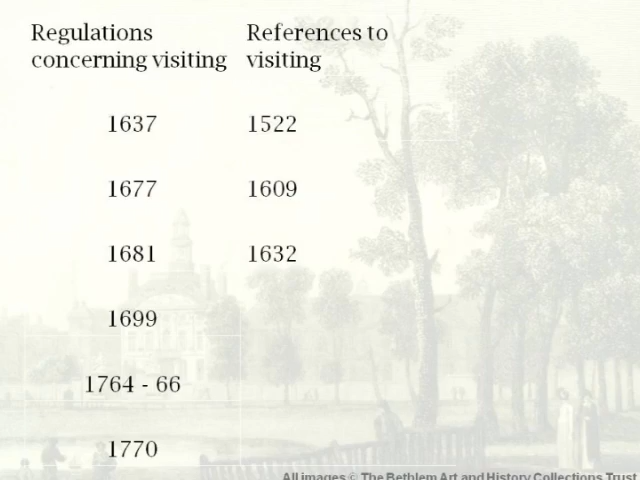 Regulations concerning visiting
References to visiting
1637 1522
1677 1609
1681 1632
1699
1764 - 66
1770
All images © The Bethlem Art and History Collections Trust